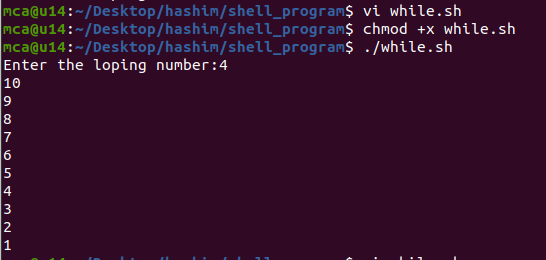 mca@u14:~/Desktop/hashim/shell_program$ vi while.sh
mca@u14:~/Desktop/hashim/shell_program$ chmod +x while.sh
mca@u14:~/Desktop/hashim/shell_program$ ./while.sh
Enter the loping number:4
10
9
8
7
6
5
4
3
2
1